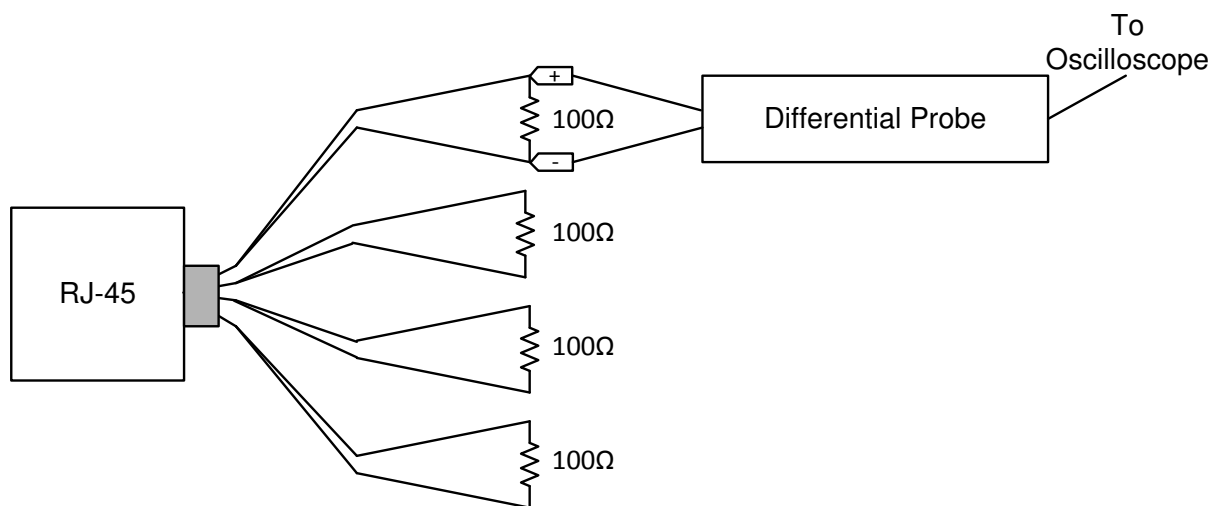 To
Oscilloscope
+
100Ω
Differential Probe
-
100Ω
RJ-45
100Ω
100Ω